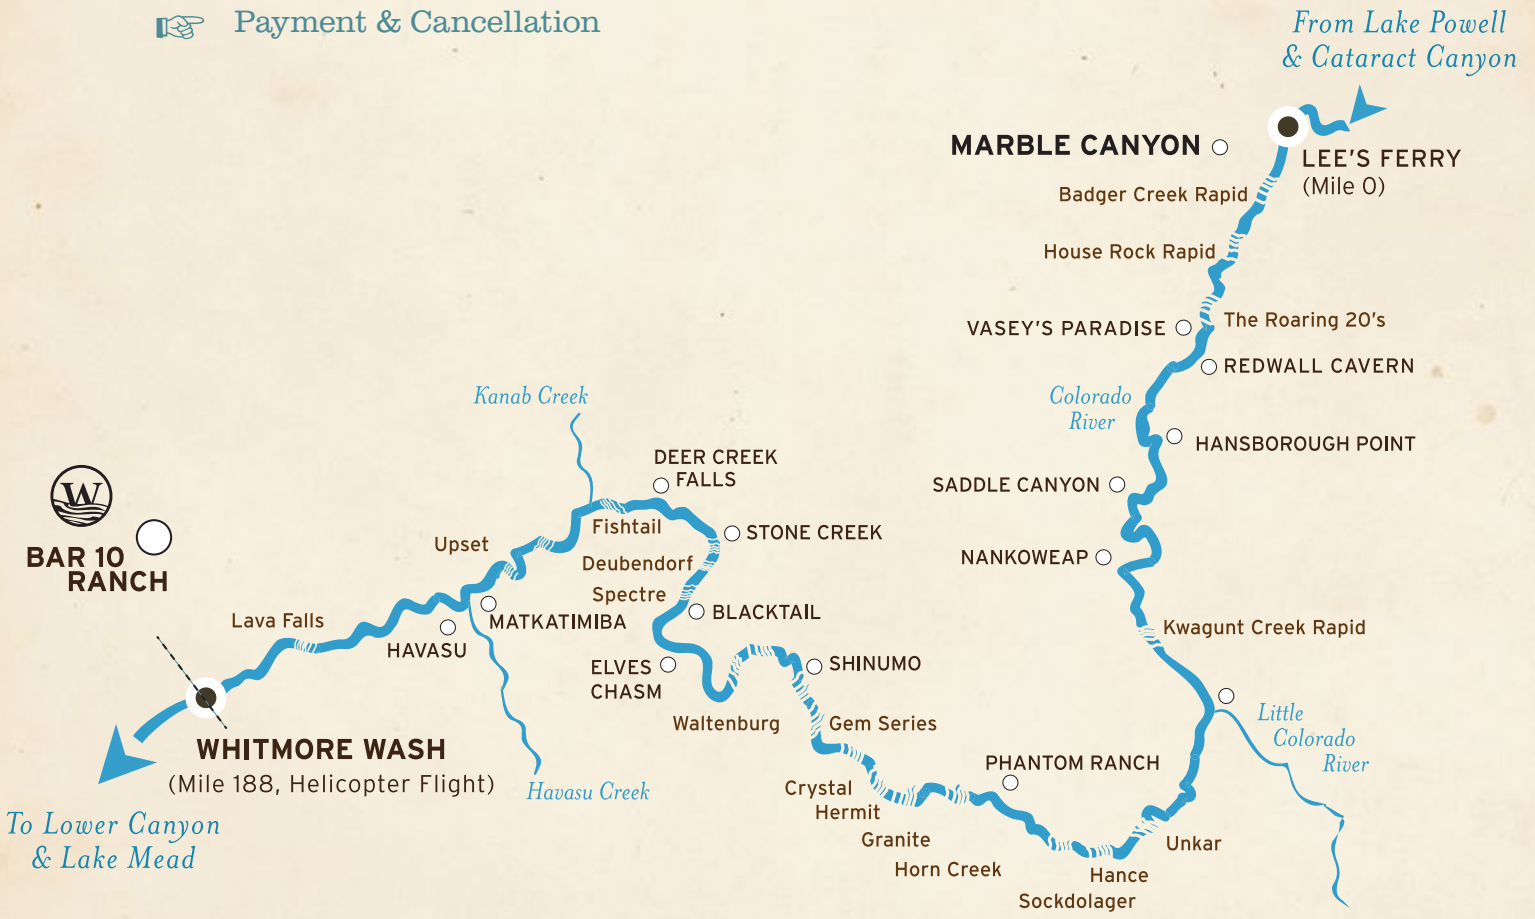 Payment & Cancellation
From Lake Powell
& Cataract Canyon
MARBLE CANYON
LEE'S FERRY
(Mile 0)
Badger Creek Rapid
House Rock Rapid
The Roaring 20's
VASEY'S PARADISE
REDWALL CAVERN
Colorado
River
HANSBOROUGH POINT
SADDLE CANYON
NANKOWEAP
Kwagunt Creek Rapid
Little
Colorado
River
Unkar
Hance
Sockdolager
PHANTOM RANCH
Horn Creek
Granite
Hermit
Crystal
Gem Series
SHINUMO
Waltenburg
ELVES
CHASM
BLACKTAIL
Spectre
Deubendorf
STONE CREEK
DEER CREEK
FALLS
Fishtail
Kanab Creek
Upset
MATKATIMIBA
HAVASU
Havasu Creek
Lava Falls
W
BAR 10
RANCH
WHITMORE WASH
(Mile 188, Helicopter Flight)
To Lower Canyon
& Lake Mead